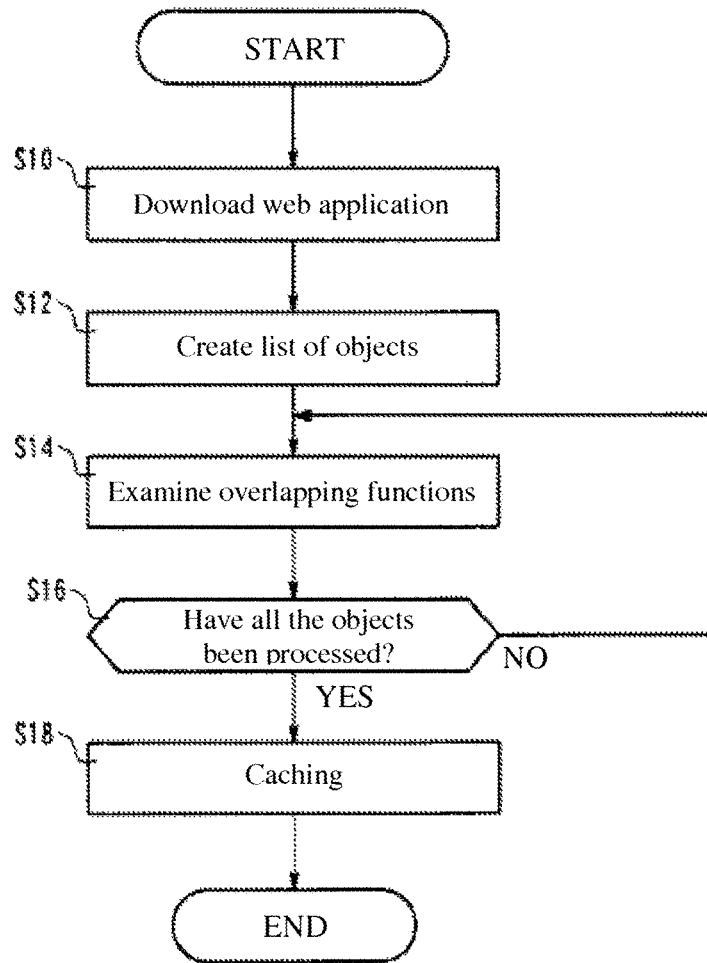 START
S10
Download web application
S12
Create list of objects
S14
Examine overlapping functions
S16
Have all the objects
been processed?
NO
YES
S18
Caching
END